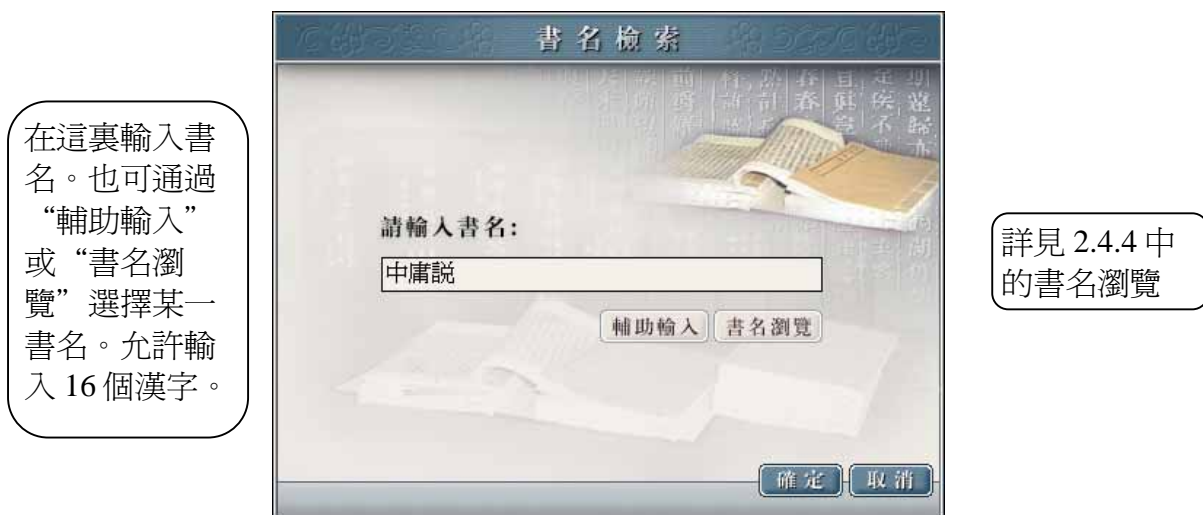 書名檢索
在這裏輸入書
名。也可通過
“輔助輸入”
或“書名瀏
覽”選擇某一
書名。允許輸
入 16 個漢字。
請輸入書名:
中庸説
輔助輸入 書名瀏覽
詳見 2.4.4 中
的書名瀏覽
確定 取消